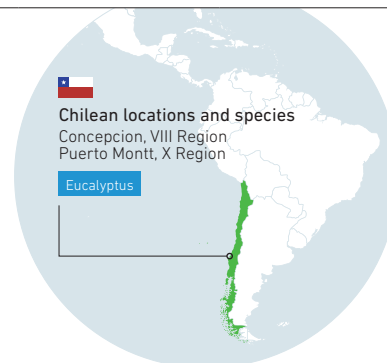 Chilean locations and species
Concepcion, VIII Region
Puerto Montt, X Region
Eucalyptus